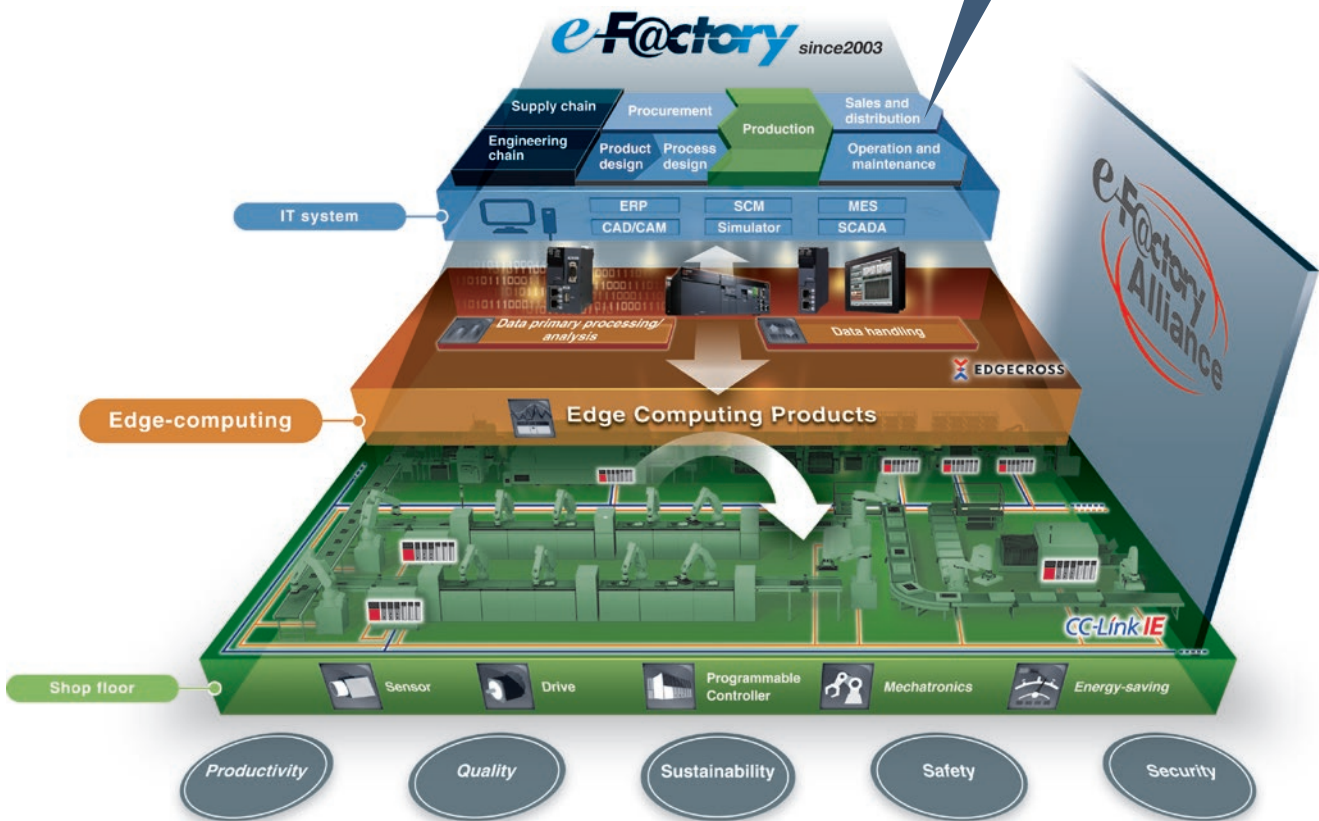 e-F@ctory since2003
Supply chain
Procurement
Production
Sales and
distribution
Engineering
chain
Product
design
Process
design
Operation and
maintenance
IT system
ERP
SCM
MES
CAD/CAM
Simulator
SCADA
Data primary processing/
analysis
Data handling
EDGECROSS
Edge-computing
Edge Computing Products
e-F@ctory
Alliance
CC-Link IE
Shop floor
Sensor
Drive
Programmable
Controller
Mechatronics
Energy-saving
Productivity
Quality
Sustainability
Safety
Security